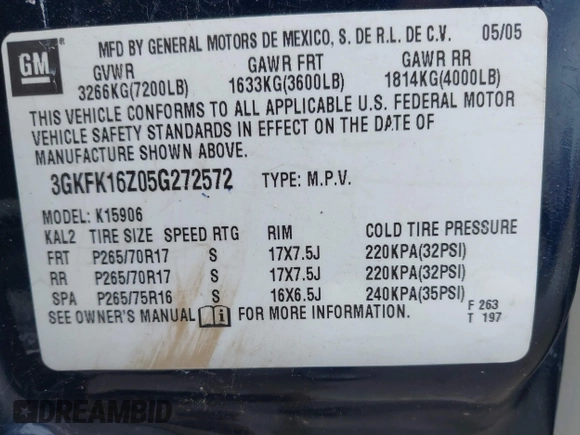 GM
MFD BY GENERAL MOTORS DE MEXICO, S. DE R.L. DE C.V. 05/05
GVWR GAWR FRT GAWR RR
3266KG(7200LB) 1633KG(3600LB) 1814KG(4000LB)
THIS VEHICLE CONFORMS TO ALL APPLICABLE U.S. FEDERAL MOTOR
VEHICLE SAFETY STANDARDS IN EFFECT ON THE DATE OF
MANUFACTURE SHOWN ABOVE.
3GKFK16Z05G272572 TYPE: M.P.V.
MODEL: K15906
KAL2 TIRE SIZE SPEED RTG RIM COLD TIRE PRESSURE
FRT P265/70R17 S 17X7.5J 220KPA(32PSI)
RR P265/70R17 S 17X7.5J 220KPA(32PSI)
SPA P265/75R16 S 16X6.5J 240KPA(35PSI)
SEE OWNER'S MANUAL i FOR MORE INFORMATION.
F 263
T 197
DREAMBID